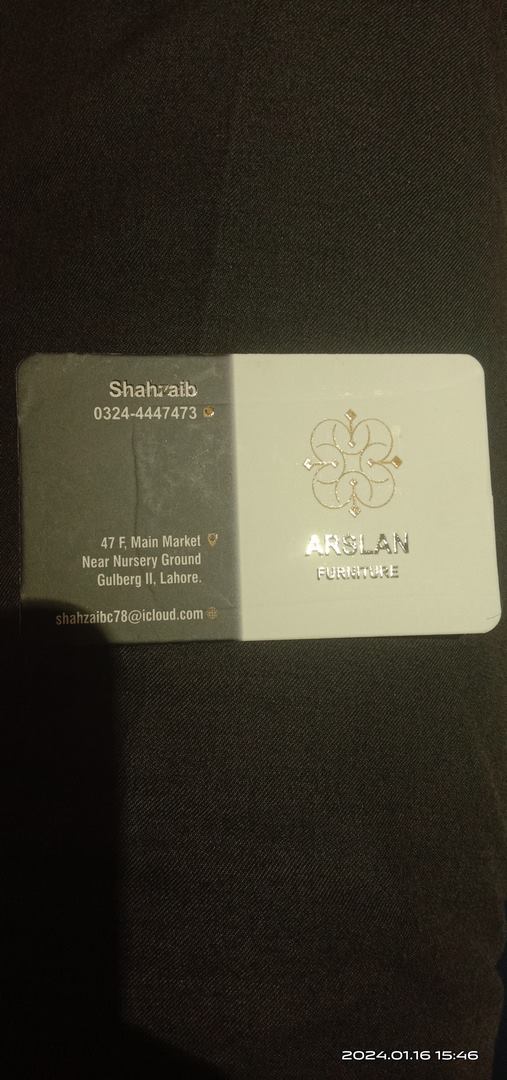 Shahzaib
0324-4447473
47 F, Main Market
Near Nursery Ground
Gulberg II, Lahore.
shahzaibc78@icloud.com
ARSLAN
FURNITURE
2024.01.16 15:46